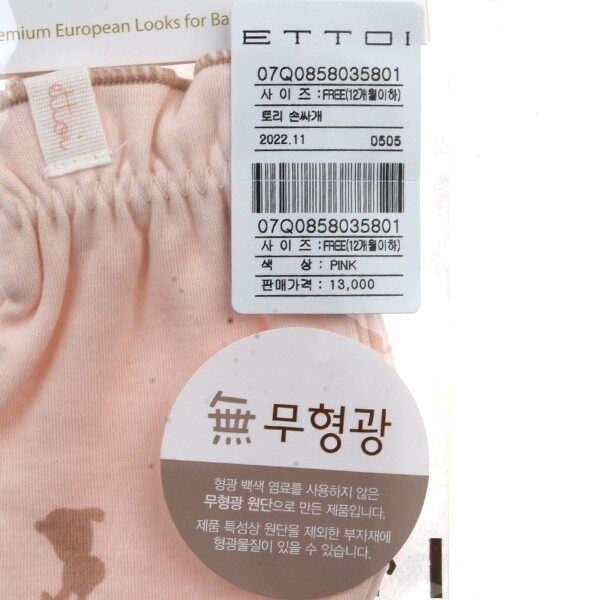 emium European Looks for Ba
ETTOI
ettoi
07Q0858035801
사 이 즈 : FREE(12개월이하)
토리 손싸개
2022.11 0505
07Q0858035801
사 이 즈 : FREE(12개월이하)
색 상 : PINK
판매가격 : 13,000
無 무형광
형광 백색 염료를 사용하지 않은
무형광 원단으로 만든 제품입니다.
제품 특성상 원단을 제외한 부자재에
형광물질이 있을 수 있습니다.